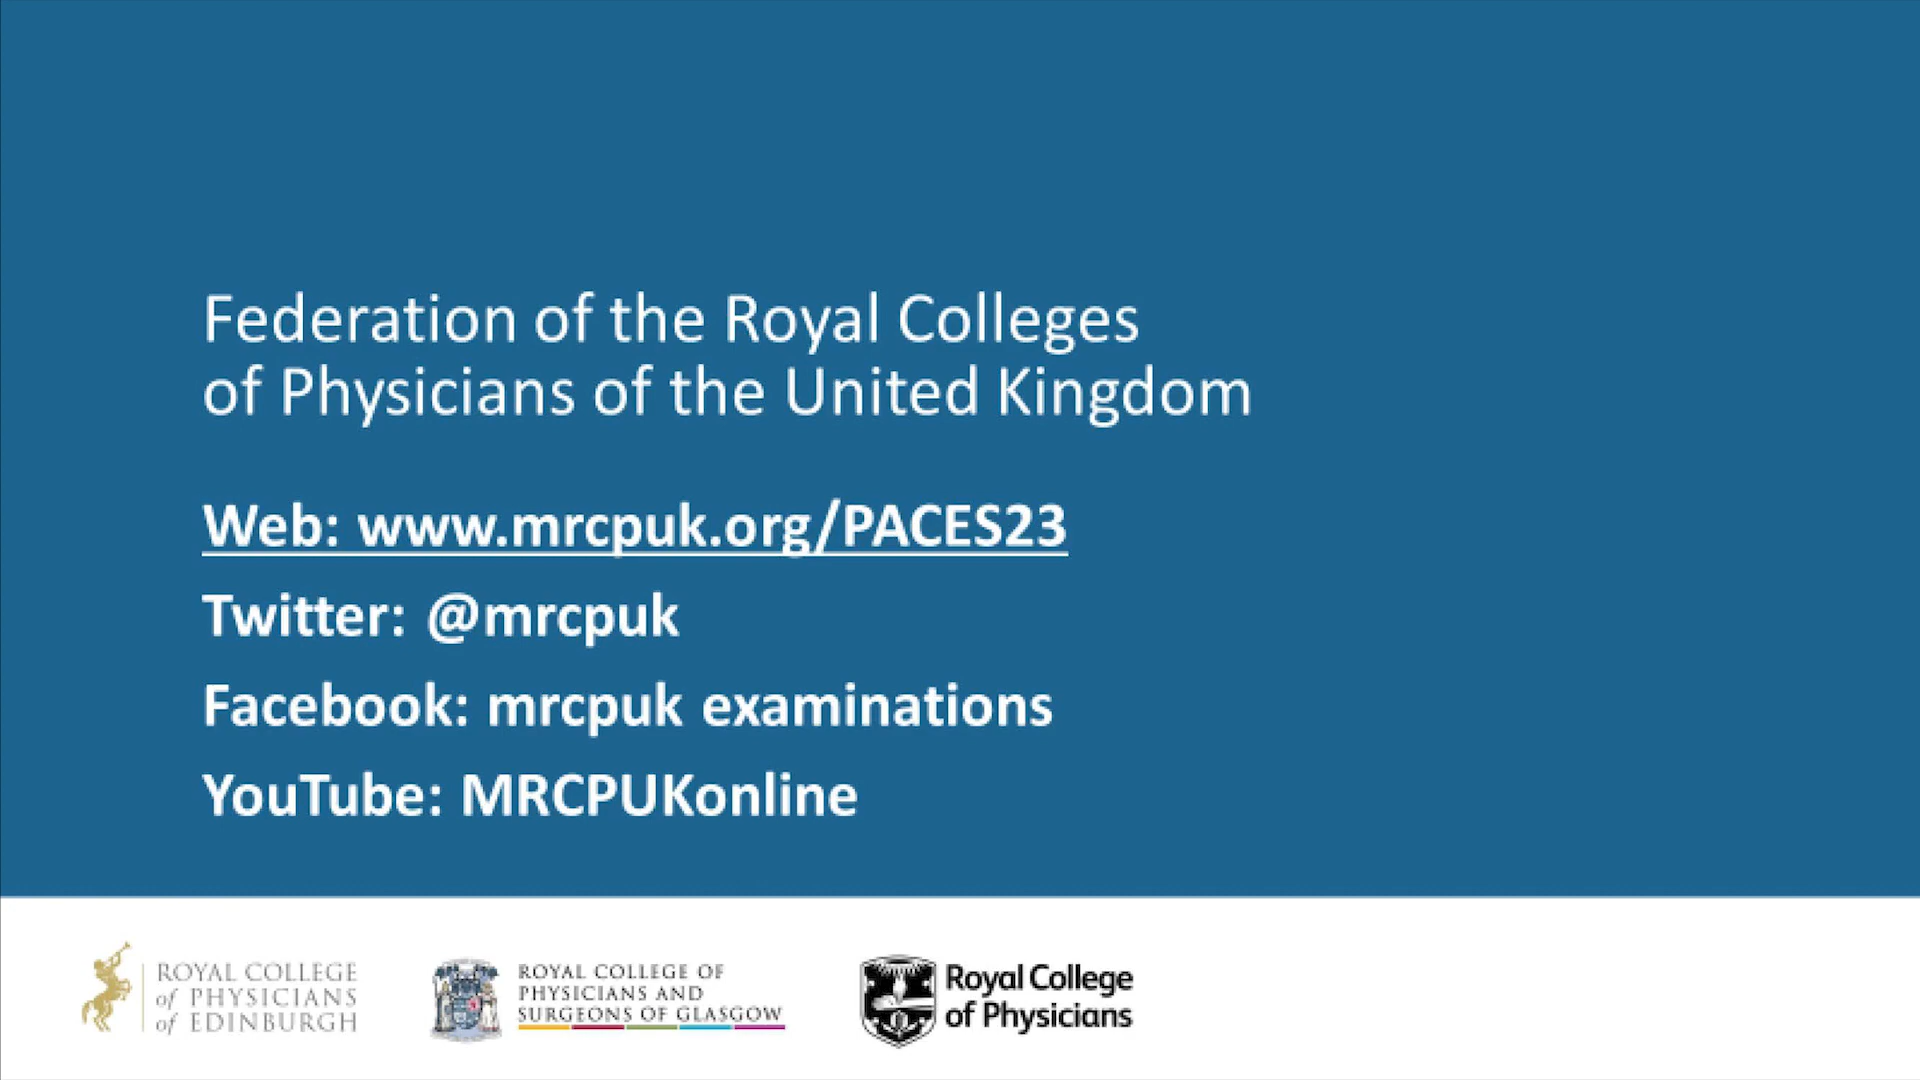 Federation of the Royal Colleges
of Physicians of the United Kingdom
Web: www.mrcpuk.org/PACES23
Twitter: @mrcpuk
Facebook: mrcpuk examinations
YouTube: MRCPUKonline
ROYAL COLLEGE
of PHYSICIANS
of EDINBURGH
ROYAL COLLEGE OF
PHYSICIANS AND
SURGEONS OF GLASGOW
Royal College
of Physicians